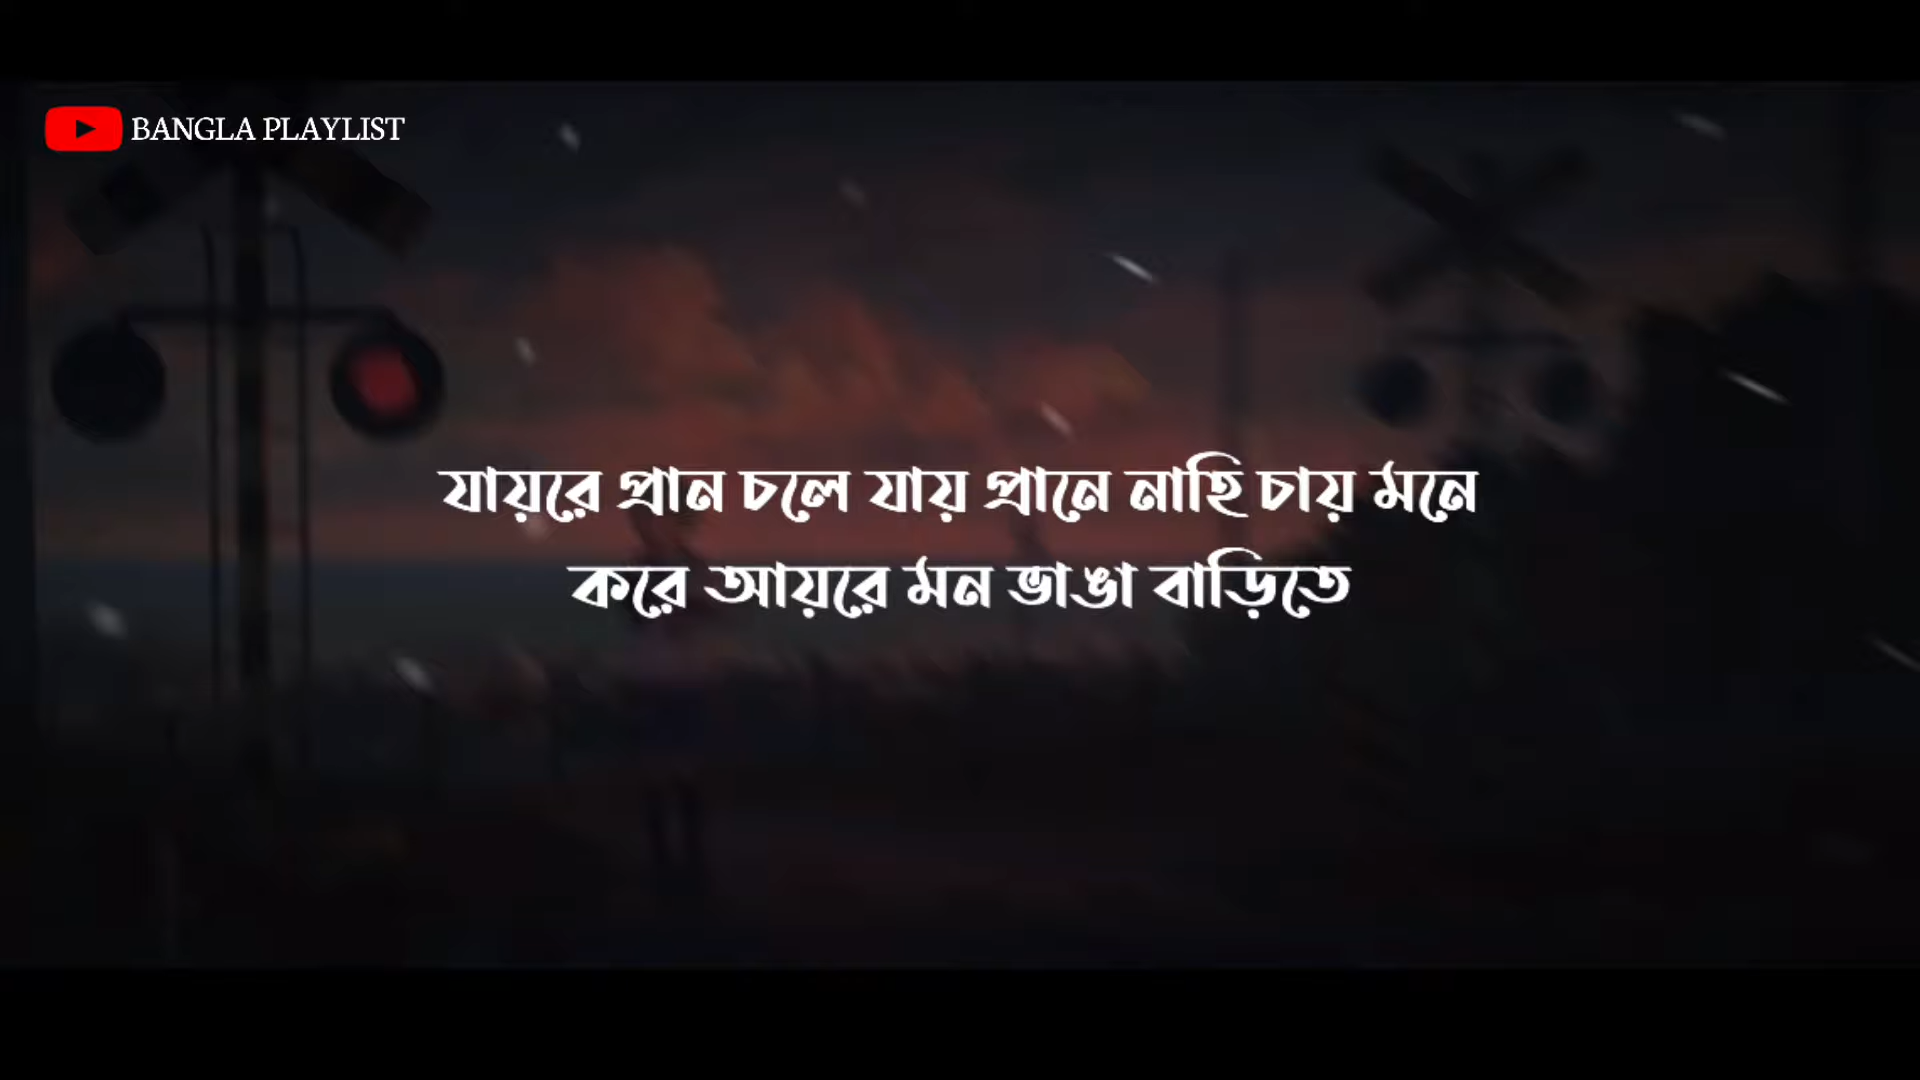 BANGLA PLAYLIST
যায়রে প্রান চলে যায় প্রানে নাহি চায় মনে
করে আয়রে মন ভাঙা বাড়িতে